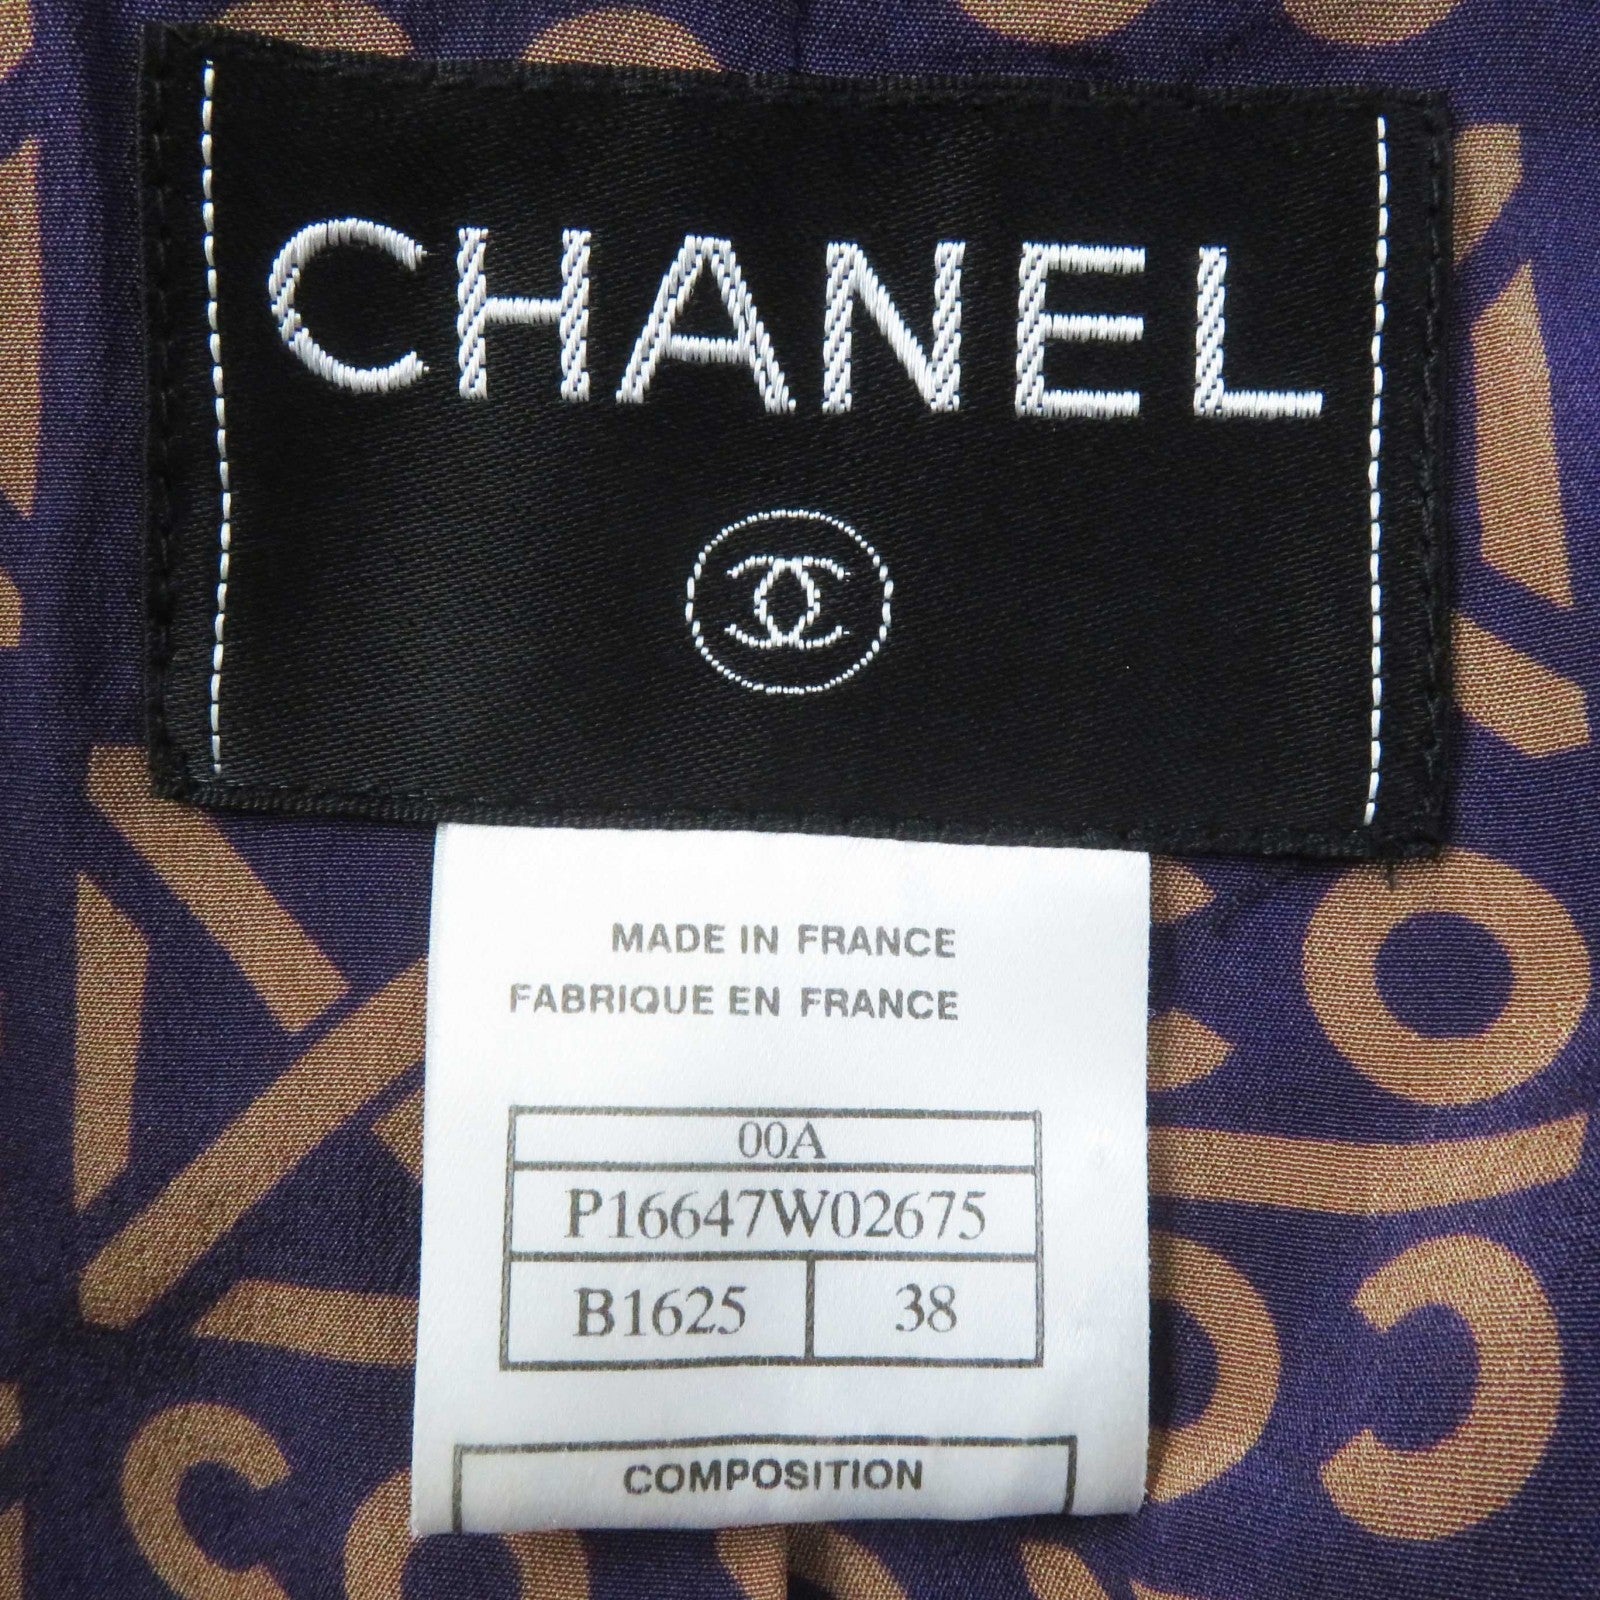 CHANEL
MADE IN FRANCE
FABRIQUE EN FRANCE
00A
P16647W02675
B1625 38
COMPOSITION